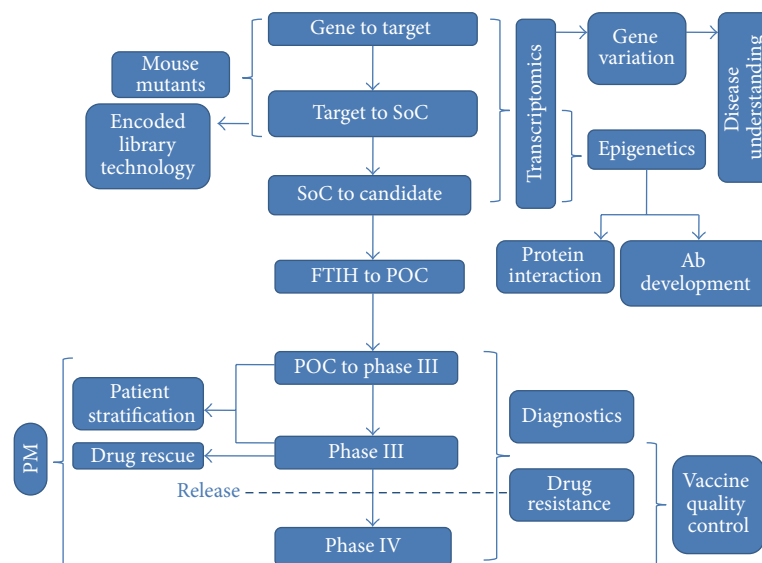 Gene to target
Mouse
mutants
Target to SoC
Encoded
library
technology
SoC to candidate
Transcriptomics
Gene
variation
Disease
understanding
Epigenetics
Protein
interaction
Ab
development
FTIH to POC
POC to phase III
Patient
stratification
PM
Drug rescue
Phase III
Release
Phase IV
Diagnostics
Drug
resistance
Vaccine
quality
control